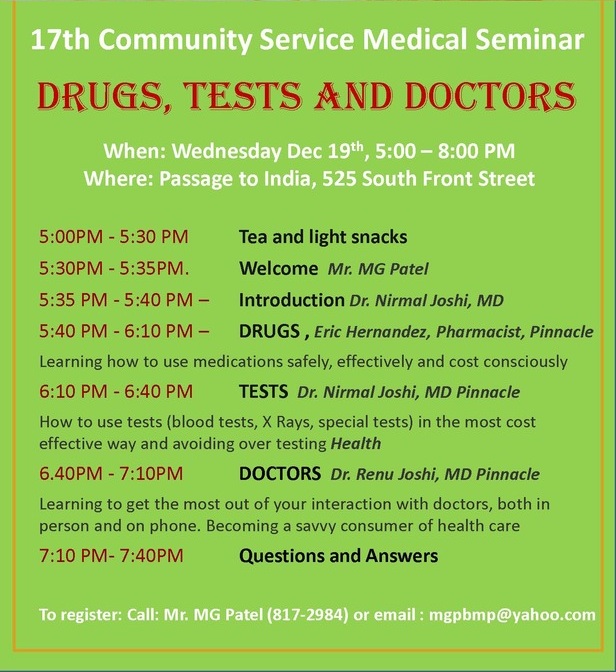 17th Community Service Medical Seminar
DRUGS, TESTS AND DOCTORS
When: Wednesday Dec 19th, 5:00 – 8:00 PM
Where: Passage to India, 525 South Front Street
5:00PM - 5:30 PM Tea and light snacks
5:30PM - 5:35PM. Welcome Mr. MG Patel
5:35 PM - 5:40 PM – Introduction Dr. Nirmal Joshi, MD
5:40 PM - 6:10 PM – DRUGS , Eric Hernandez, Pharmacist, Pinnacle
Learning how to use medications safely, effectively and cost consciously
6:10 PM - 6:40 PM TESTS Dr. Nirmal Joshi, MD Pinnacle
How to use tests (blood tests, X Rays, special tests) in the most cost
effective way and avoiding over testing Health
6.40PM - 7:10PM DOCTORS Dr. Renu Joshi, MD Pinnacle
Learning to get the most out of your interaction with doctors, both in
person and on phone. Becoming a savvy consumer of health care
7:10 PM- 7:40PM Questions and Answers
To register: Call: Mr. MG Patel (817-2984) or email : mgpbmp@yahoo.com